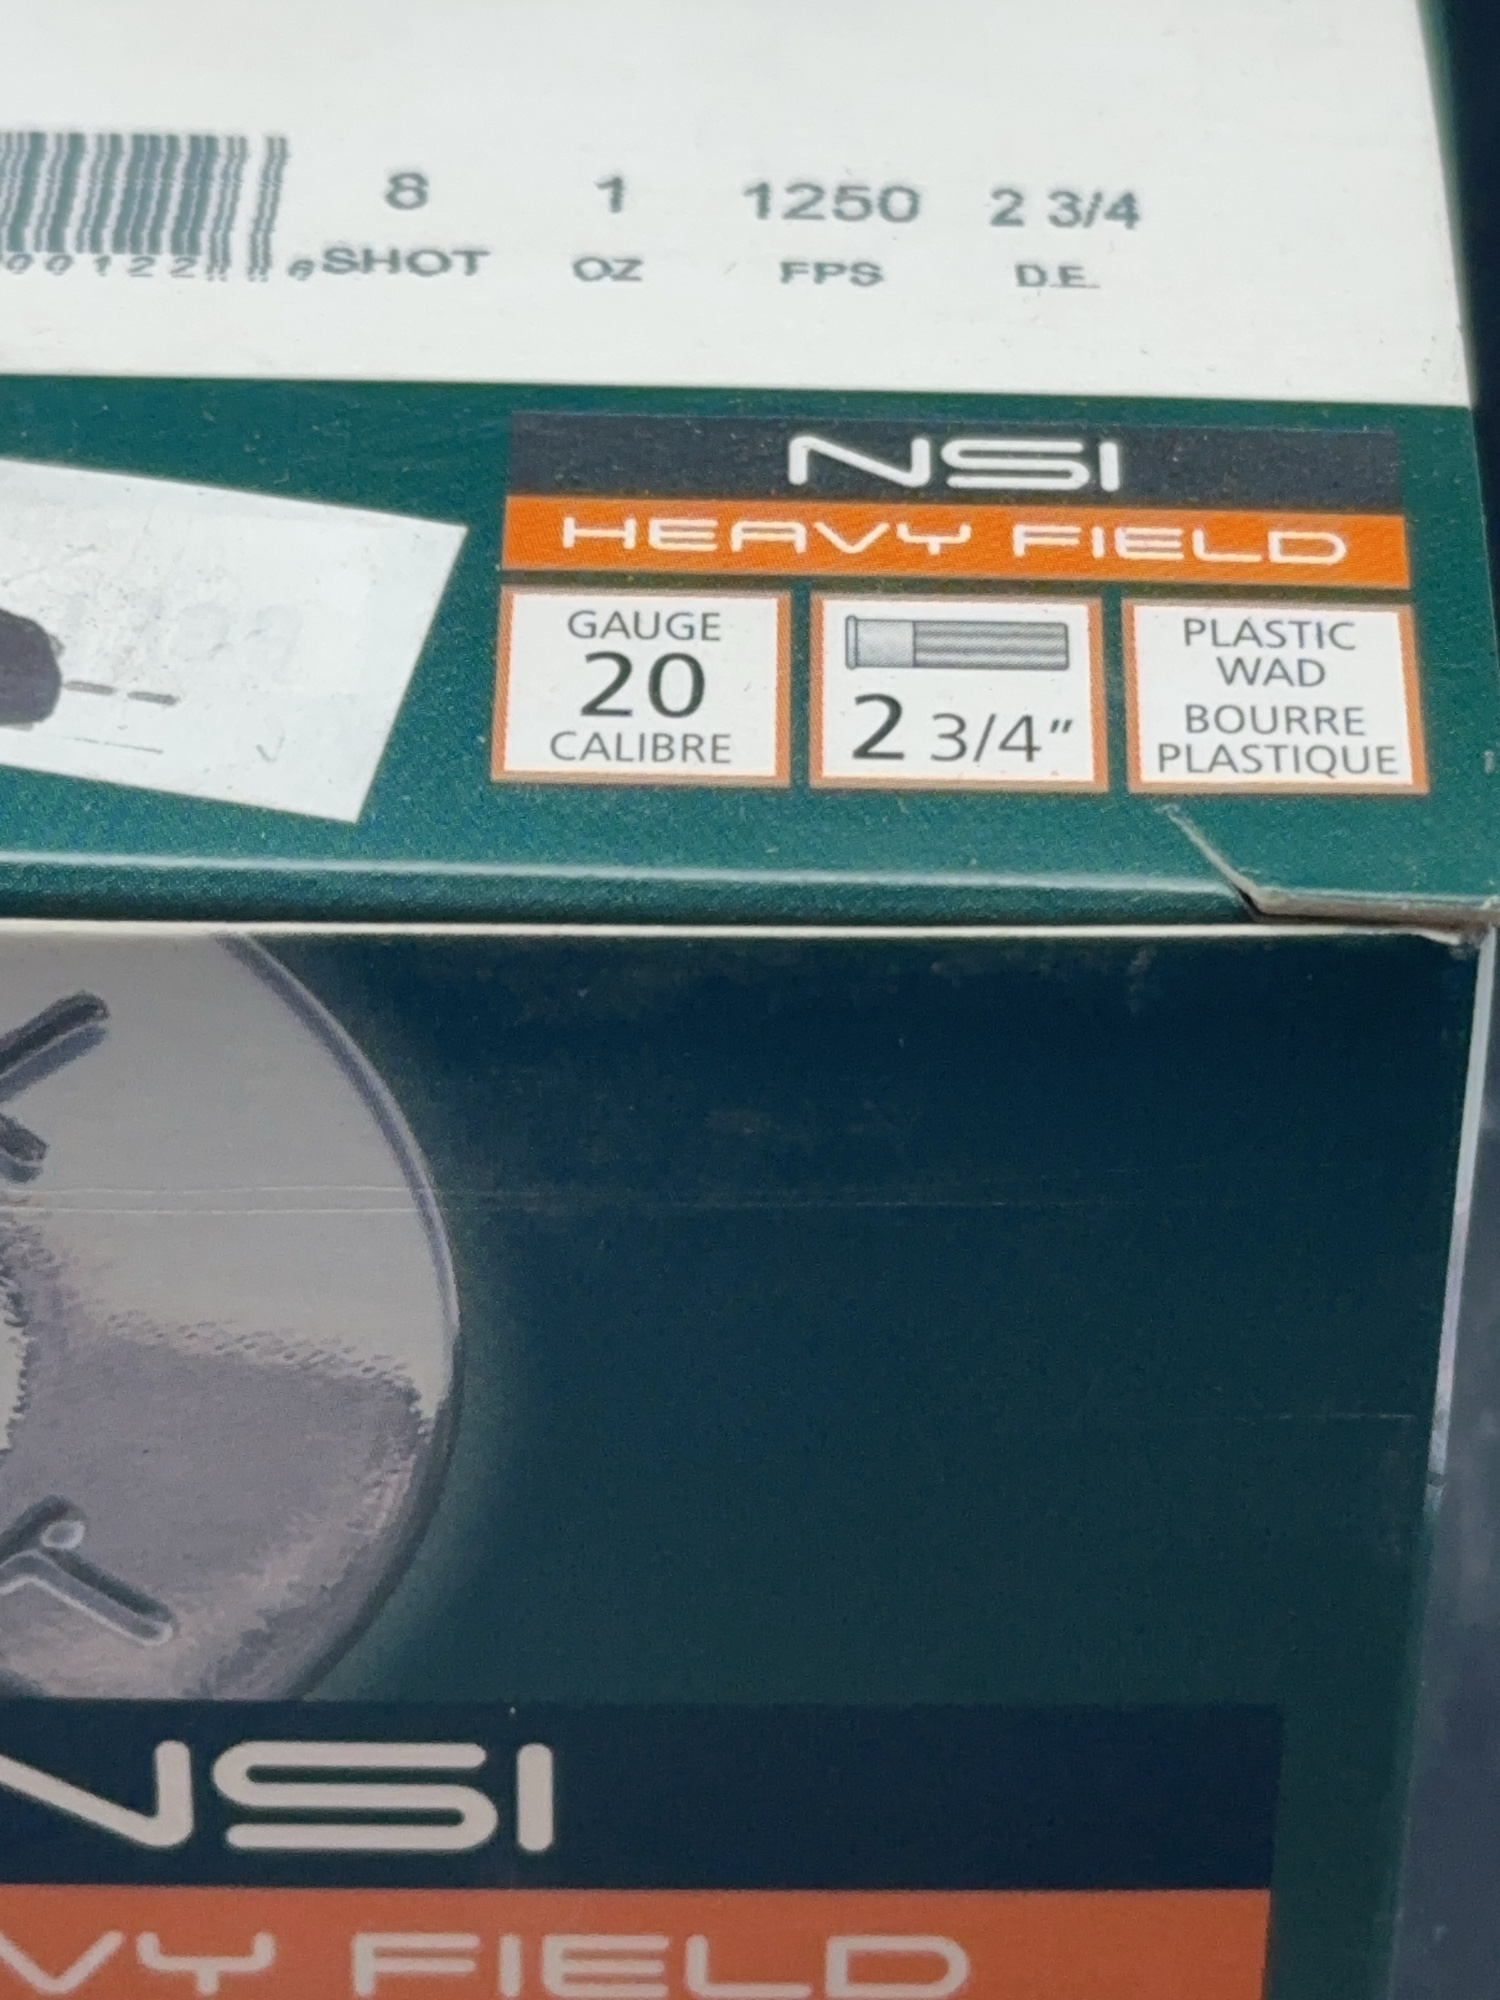 8 1 1250 2 3/4
SHOT OZ FPS D.E.
NSI
HEAVY FIELD
GAUGE
20
CALIBRE
2 3/4"
PLASTIC
WAD
BOURRE
PLASTIQUE
NSI
VY FIELD